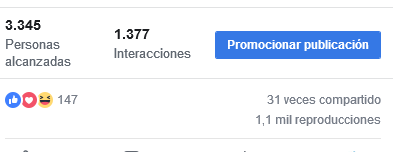 3.345
Personas
alcanzadas
1.377
Interacciones
Promocionar publicación
147
31 veces compartido
1,1 mil reproducciones